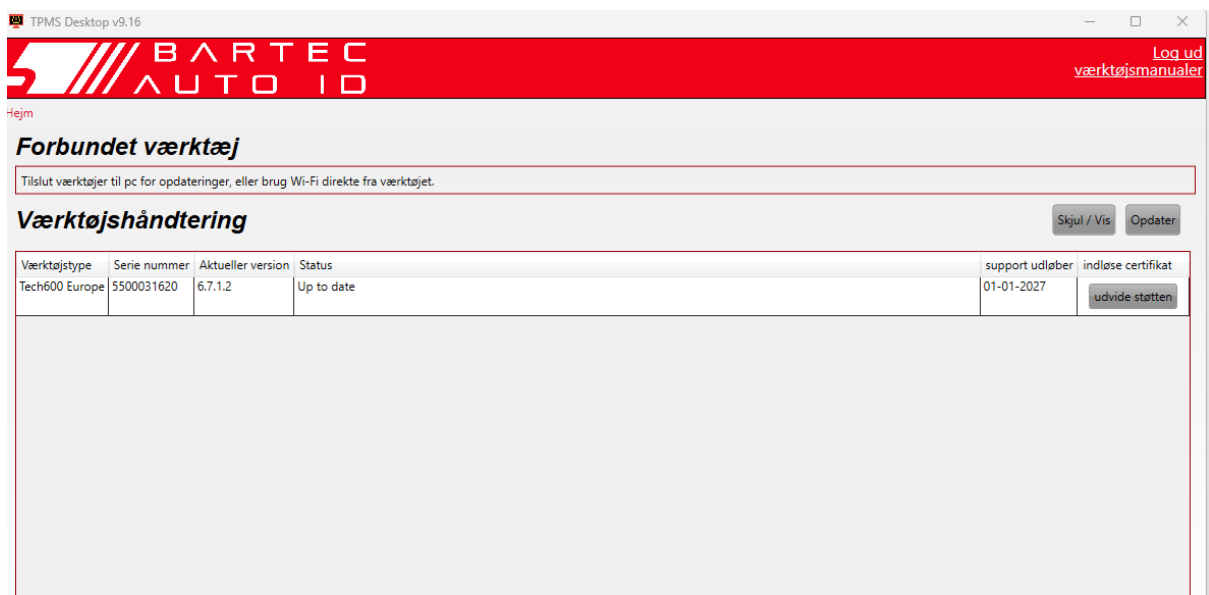 TPMS Desktop v9.16
BARTEC
AUTO ID
Log ud
værktøjsmanualer
Hejm
Forbundet værktæj
Tilslut værktøjer til pc for opdateringer, eller brug Wi-Fi direkte fra værktøjet.
Værktøjshåndtering
Skjul / Vis Opdater
Værktøjstype Serie nummer Aktueller version Status support udløber indløse certifikat
Tech600 Europe 5500031620 6.7.1.2 Up to date 01-01-2027 udvide støtten